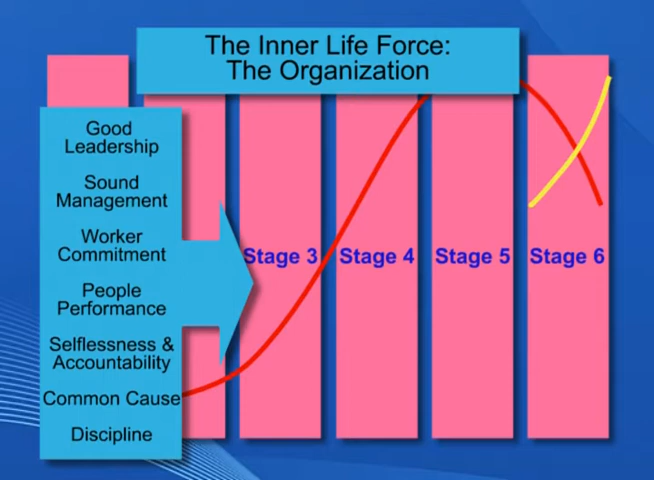 The Inner Life Force:
The Organization
Good
Leadership
Sound
Management
Worker
Commitment
People
Performance
Selflessness &
Accountability
Common Cause
Discipline
Stage 3
Stage 4
Stage 5
Stage 6